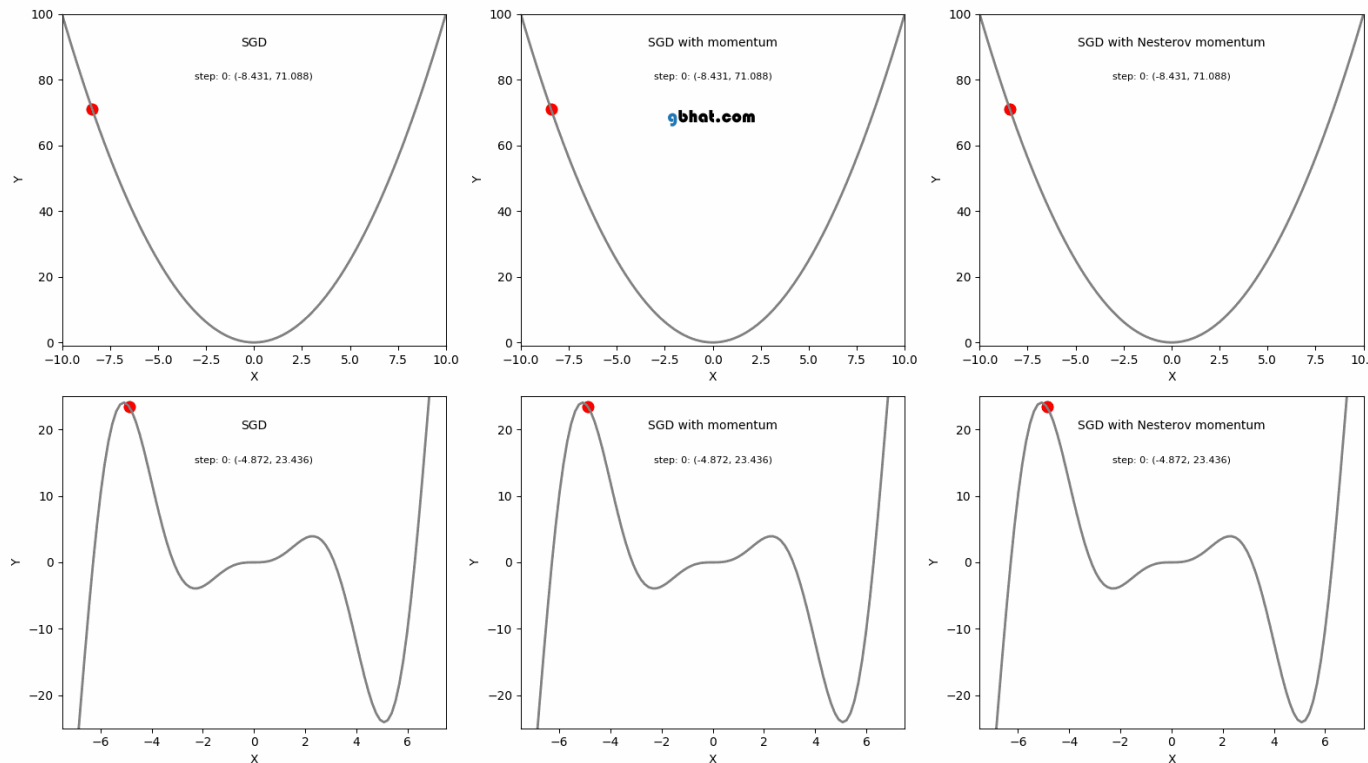 SGD
step: 0: (-8.431, 71.088)
100
80
60
40
20
0
Y
−10.0 −7.5 −5.0 −2.5 0.0 2.5 5.0 7.5 10.0
X
SGD with momentum
step: 0: (-8.431, 71.088)
gbhat.com
100
80
60
40
20
0
Y
−10.0 −7.5 −5.0 −2.5 0.0 2.5 5.0 7.5 10.0
X
SGD with Nesterov momentum
step: 0: (-8.431, 71.088)
100
80
60
40
20
0
Y
−10.0 −7.5 −5.0 −2.5 0.0 2.5 5.0 7.5 10.
X
SGD
step: 0: (-4.872, 23.436)
20
10
0
−10
−20
Y
−6 −4 −2 0 2 4 6
X
SGD with momentum
step: 0: (-4.872, 23.436)
20
10
0
−10
−20
Y
−6 −4 −2 0 2 4 6
X
SGD with Nesterov momentum
step: 0: (-4.872, 23.436)
20
10
0
−10
−20
Y
−6 −4 −2 0 2 4 6
X